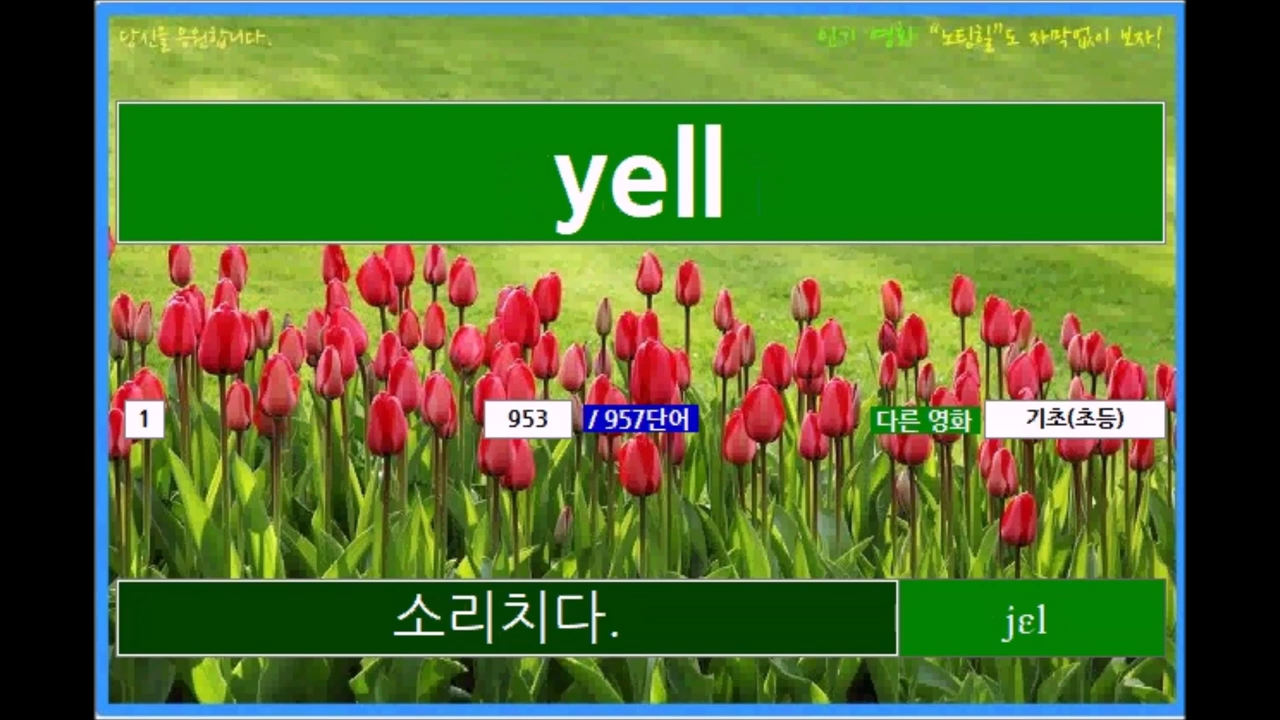 당신을 응원합니다.
인기 영화 “노팅힐”도 자막없이 보자!
yell
1
953
/ 957단어
다른 영화
기초(초등)
소리치다.
jɛl